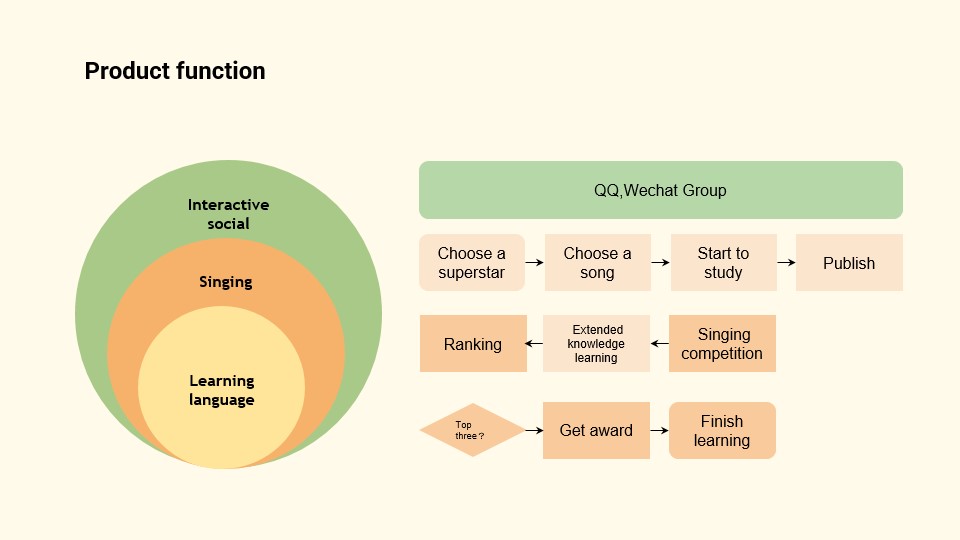 Product function
Interactive
social
Singing
Learning
language
QQ,Wechat Group
Choose a
superstar
Choose a
song
Start to
study
Publish
Ranking
Extended
knowledge
learning
Singing
competition
Top
three？
Get award
Finish
learning